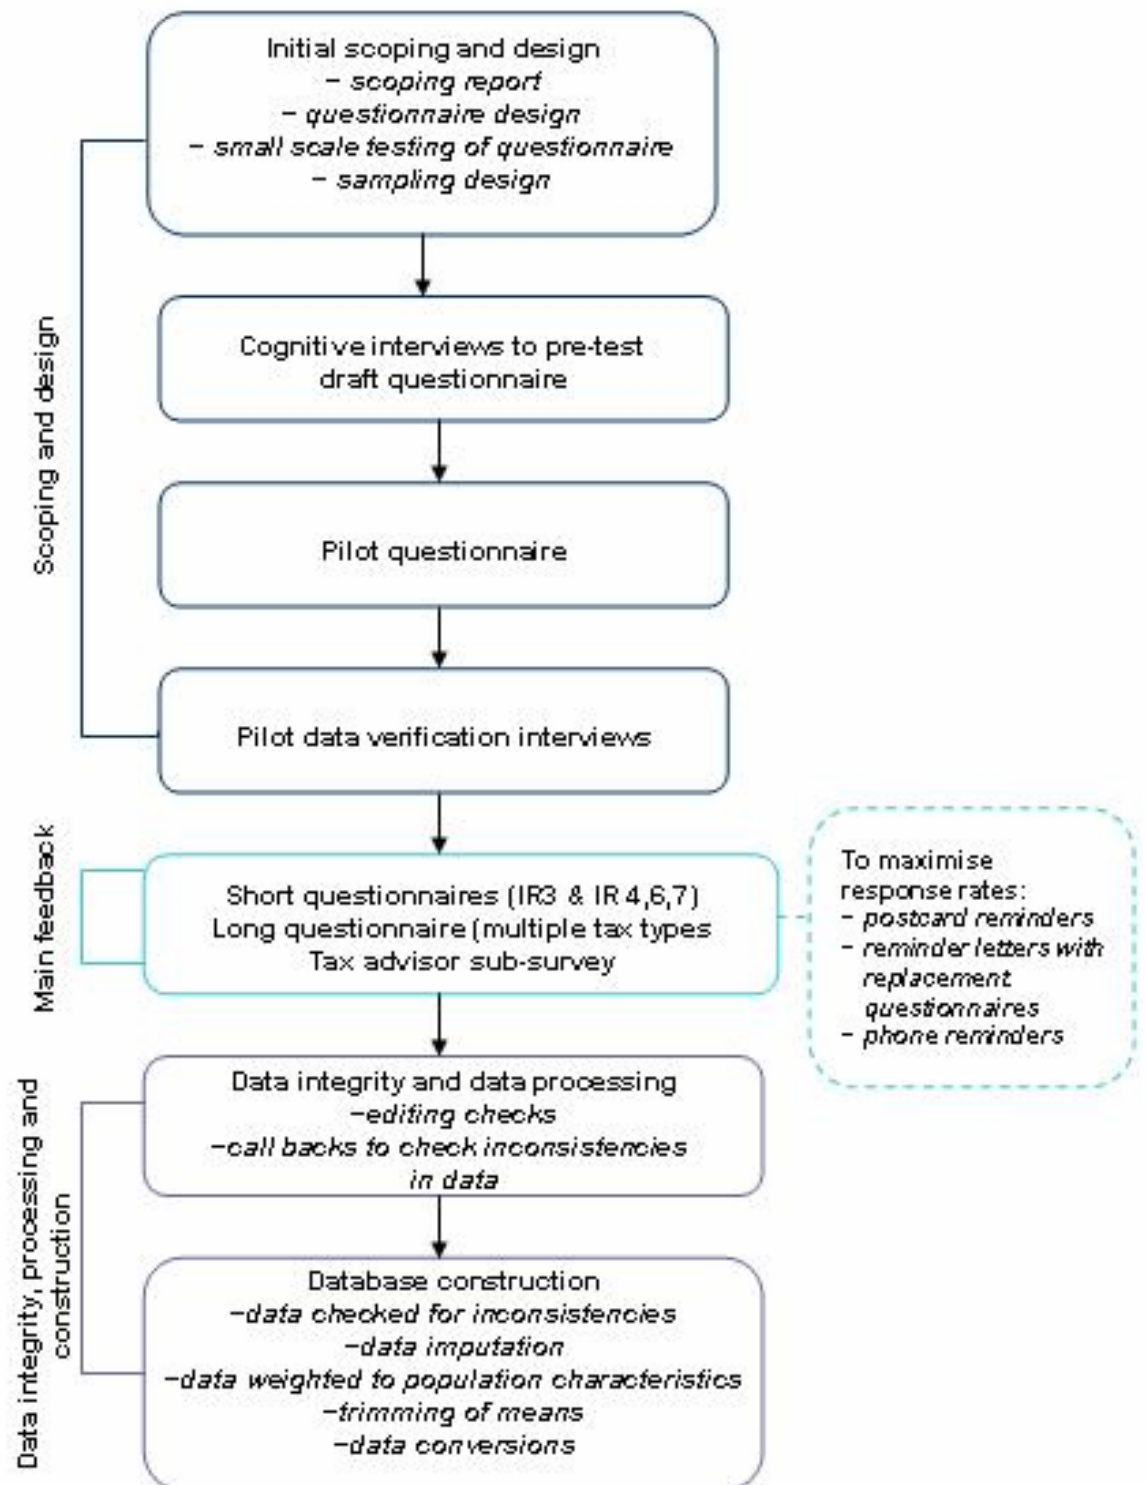 Initial scoping and design
– scoping report
– questionnaire design
– small scale testing of questionnaire
– sampling design
Cognitive interviews to pre-test
draft questionnaire
Pilot questionnaire
Pilot data verification interviews
Scoping and design
Short questionnaires (IR3 & IR 4,6,7)
Long questionnaire (multiple tax types
Tax advisor sub-survey
Main feedback
To maximise
response rates:
– postcard reminders
– reminder letters with
replacement
questionnaires
– phone reminders
Data integrity and data processing
–editing checks
–call backs to check inconsistencies
in data
Database construction
–data checked for inconsistencies
–data imputation
–data weighted to population characteristics
–trimming of means
–data conversions
Data integrity, processing and
construction